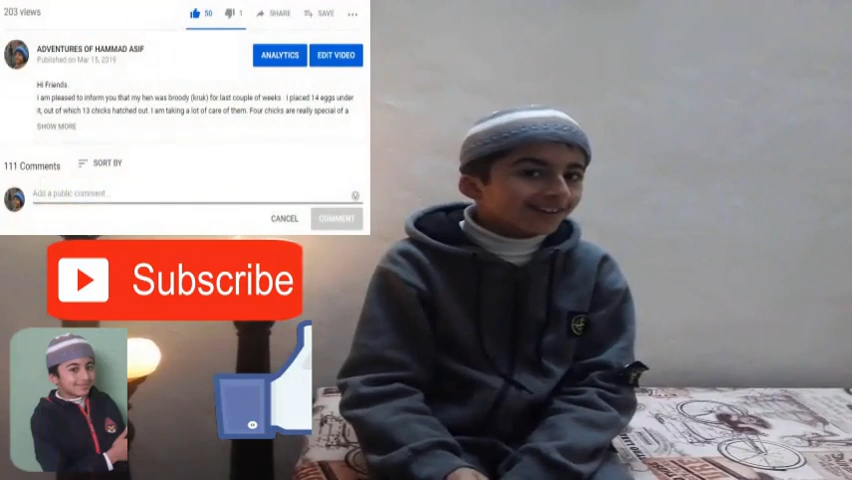 203 views
50
1
SHARE
SAVE
ADVENTURES OF HAMMAD ASIF
Published on Mar 15, 2019
ANALYTICS
EDIT VIDEO
Hi Friends
I am pleased to inform you that my hen was broody (kruk) for last couple of weeks . I placed 14 eggs under
it, out of which 13 chicks hatched out. I am taking a lot of care of them. Four chicks are really special of a
SHOW MORE
111 Comments
SORT BY
Add a public comment...
CANCEL
COMMENT
Subscribe